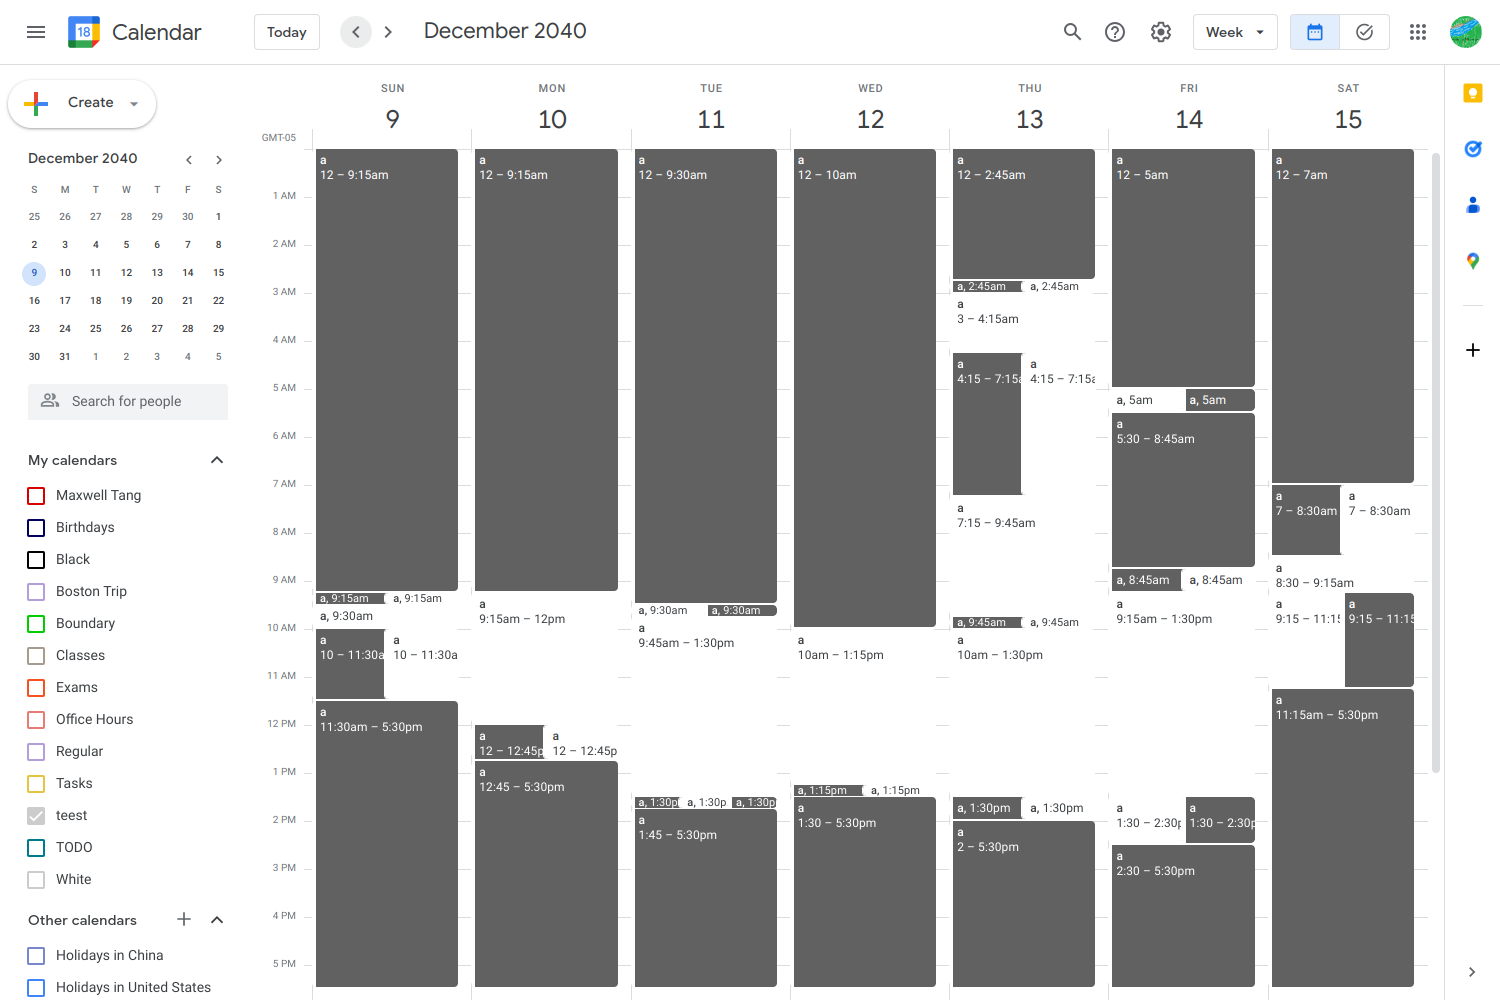 18 Calendar Today December 2040 Week
Create
December 2040
S M T W T F S
25 26 27 28 29 30 1
2 3 4 5 6 7 8
9 10 11 12 13 14 15
16 17 18 19 20 21 22
23 24 25 26 27 28 29
30 31 1 2 3 4 5
Search for people
My calendars
Maxwell Tang
Birthdays
Black
Boston Trip
Boundary
Classes
Exams
Office Hours
Regular
Tasks
teest
TODO
White
Other calendars
Holidays in China
Holidays in United States
SUN MON TUE WED THU FRI SAT
9 10 11 12 13 14 15
GMT-05
1 AM
2 AM
3 AM
4 AM
5 AM
6 AM
7 AM
8 AM
9 AM
10 AM
11 AM
12 PM
1 PM
2 PM
3 PM
4 PM
5 PM
a
12 – 9:15am
a, 9:15am
a, 9:15am
a, 9:30am
a
10 – 11:30a
a
10 – 11:30a
a
11:30am – 5:30pm
a
12 – 9:15am
a
9:15am – 12pm
a
12 – 12:45p
a
12 – 12:45p
a
12:45 – 5:30pm
a
12 – 9:30am
a, 9:30am
a, 9:30am
a
9:45am – 1:30pm
a, 1:30p
a, 1:30p
a, 1:30p
a
1:45 – 5:30pm
a
12 – 10am
a
10am – 1:15pm
a, 1:15pm
a, 1:15pm
a
1:30 – 5:30pm
a
12 – 2:45am
a, 2:45am
a, 2:45am
a
3 – 4:15am
a
4:15 – 7:15a
a
4:15 – 7:15a
a
7:15 – 9:45am
a, 9:45am
a, 9:45am
a
10am – 1:30pm
a, 1:30pm
a, 1:30pm
a
2 – 5:30pm
a
12 – 5am
a, 5am
a, 5am
a
5:30 – 8:45am
a, 8:45am
a, 8:45am
a
9:15am – 1:30pm
a
1:30 – 2:30p
a
1:30 – 2:30p
a
2:30 – 5:30pm
a
12 – 7am
a
7 – 8:30am
a
7 – 8:30am
a
8:30 – 9:15am
a
9:15 – 11:15
a
9:15 – 11:15
a
11:15am – 5:30pm